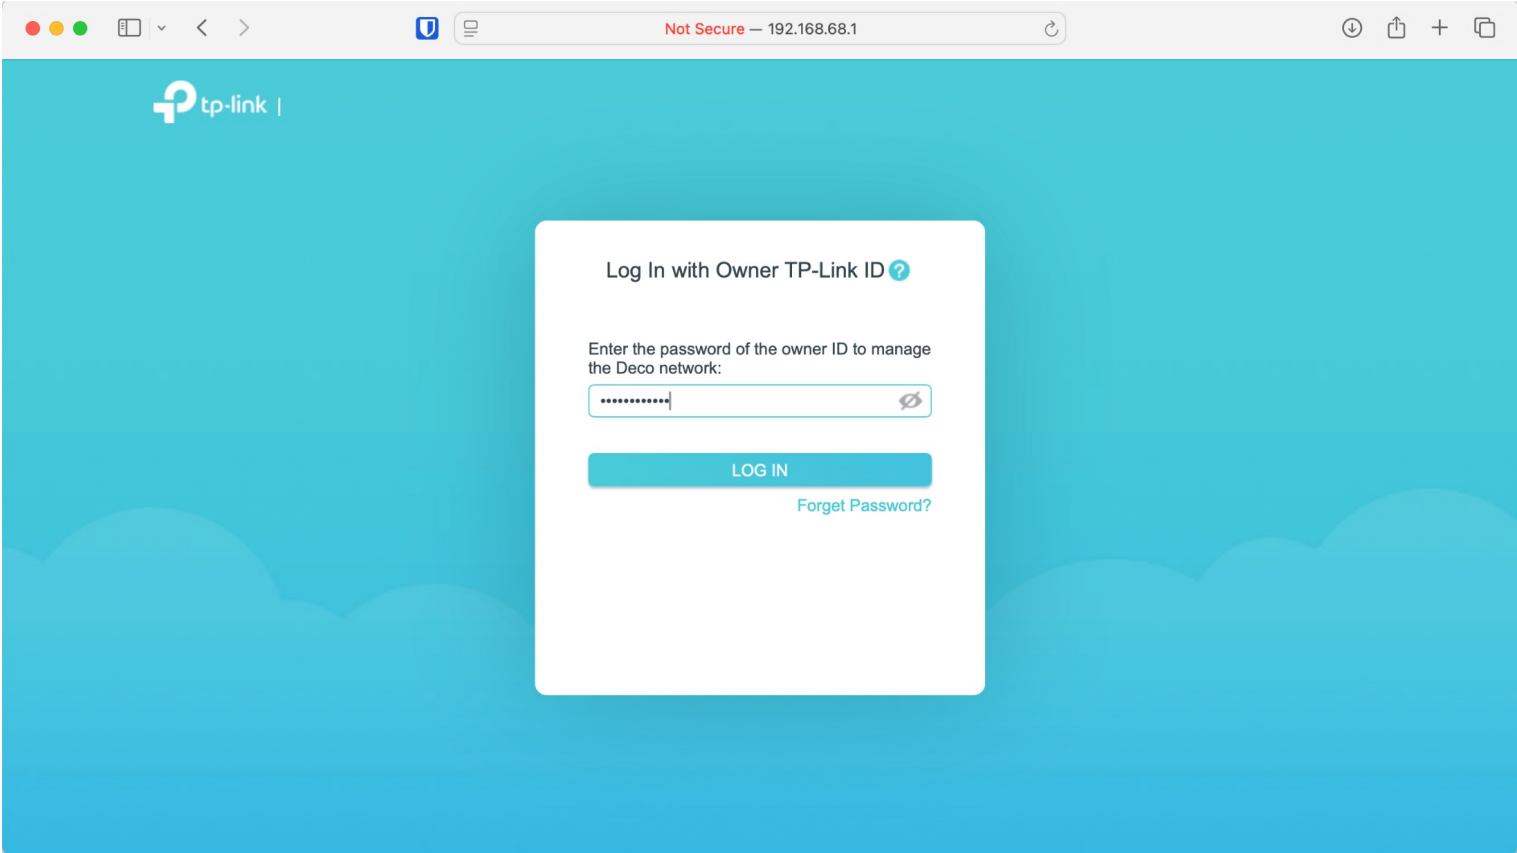 Not Secure — 192.168.68.1
tp-link |
Log In with Owner TP-Link ID ?
Enter the password of the owner ID to manage
the Deco network:
••••••••••••
LOG IN
Forget Password?